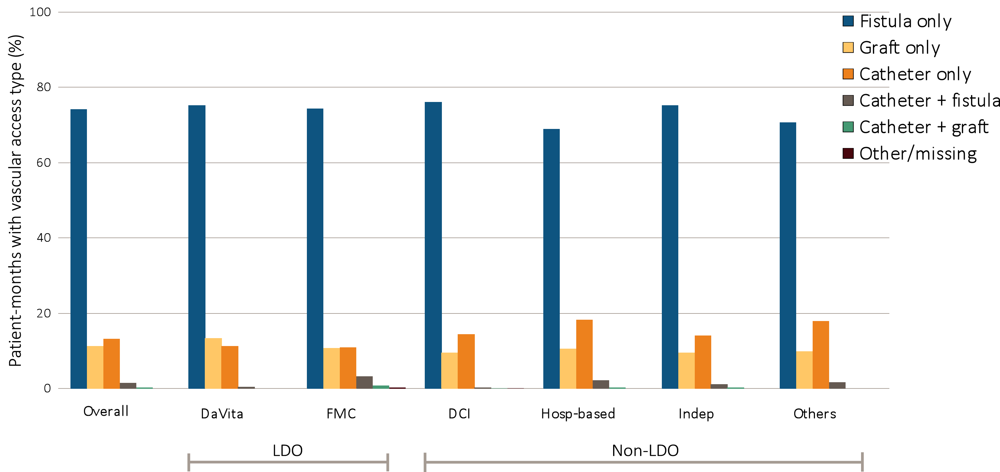 Patient-months with vascular access type (%)
100
80
60
40
20
0
Fistula only
Graft only
Catheter only
Catheter + fistula
Catheter + graft
Other/missing
Overall
DaVita
FMC
DCI
Hosp-based
Indep
Others
LDO
Non-LDO